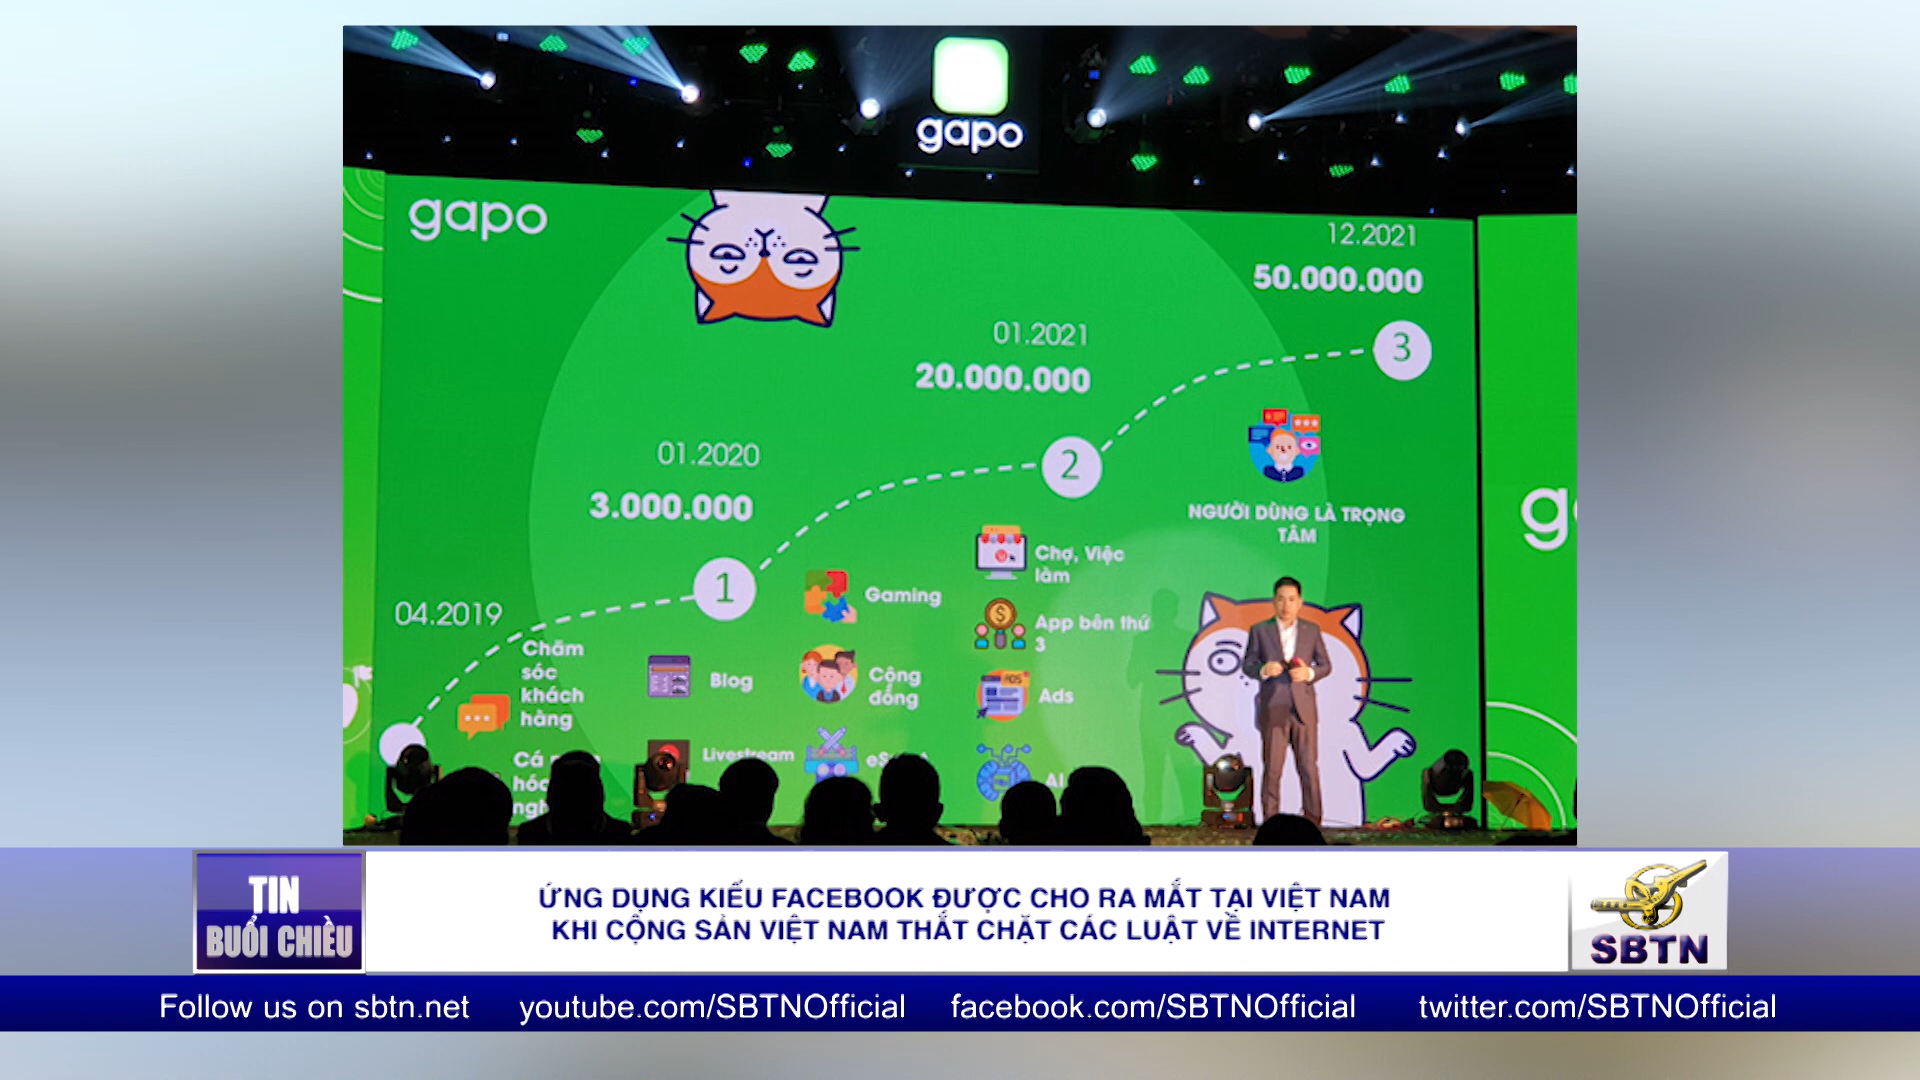 gapo
gapo
12.2021
50.000.000
01.2021
20.000.000
3
01.2020
3.000.000
2
NGƯỜI DÙNG LÀ TRỌNG
TÂM
1
Chợ, Việc
làm
Gaming
App bên thứ
3
04.2019
Chăm
sóc
khách
hàng
Blog
Cộng
đồng
ADS
Ads
Livestream
AI
Cá
TIN
BUỔI CHIỀU
ỨNG DỤNG KIỂU FACEBOOK ĐƯỢC CHO RA MẮT TẠI VIỆT NAM
KHI CỘNG SẢN VIỆT NAM THẮT CHẶT CÁC LUẬT VỀ INTERNET
SBTN
Follow us on sbtn.net youtube.com/SBTNOfficial facebook.com/SBTNOfficial twitter.com/SBTNOfficial